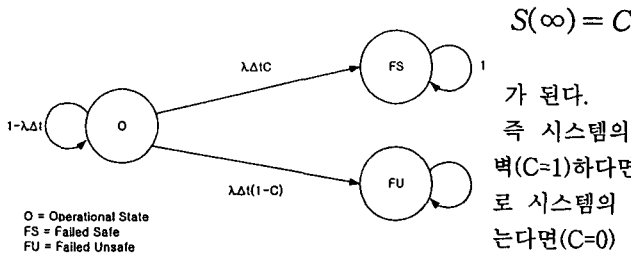 λΔtC
FS
1
1-λΔt
O
λΔt(1-C)
FU
O = Operational State
FS = Failed Safe
FU = Failed Unsafe
S(∞) = C
가 된다.
즉 시스템의
벽(C=1)하다면
로 시스템의
는다면(C=0)